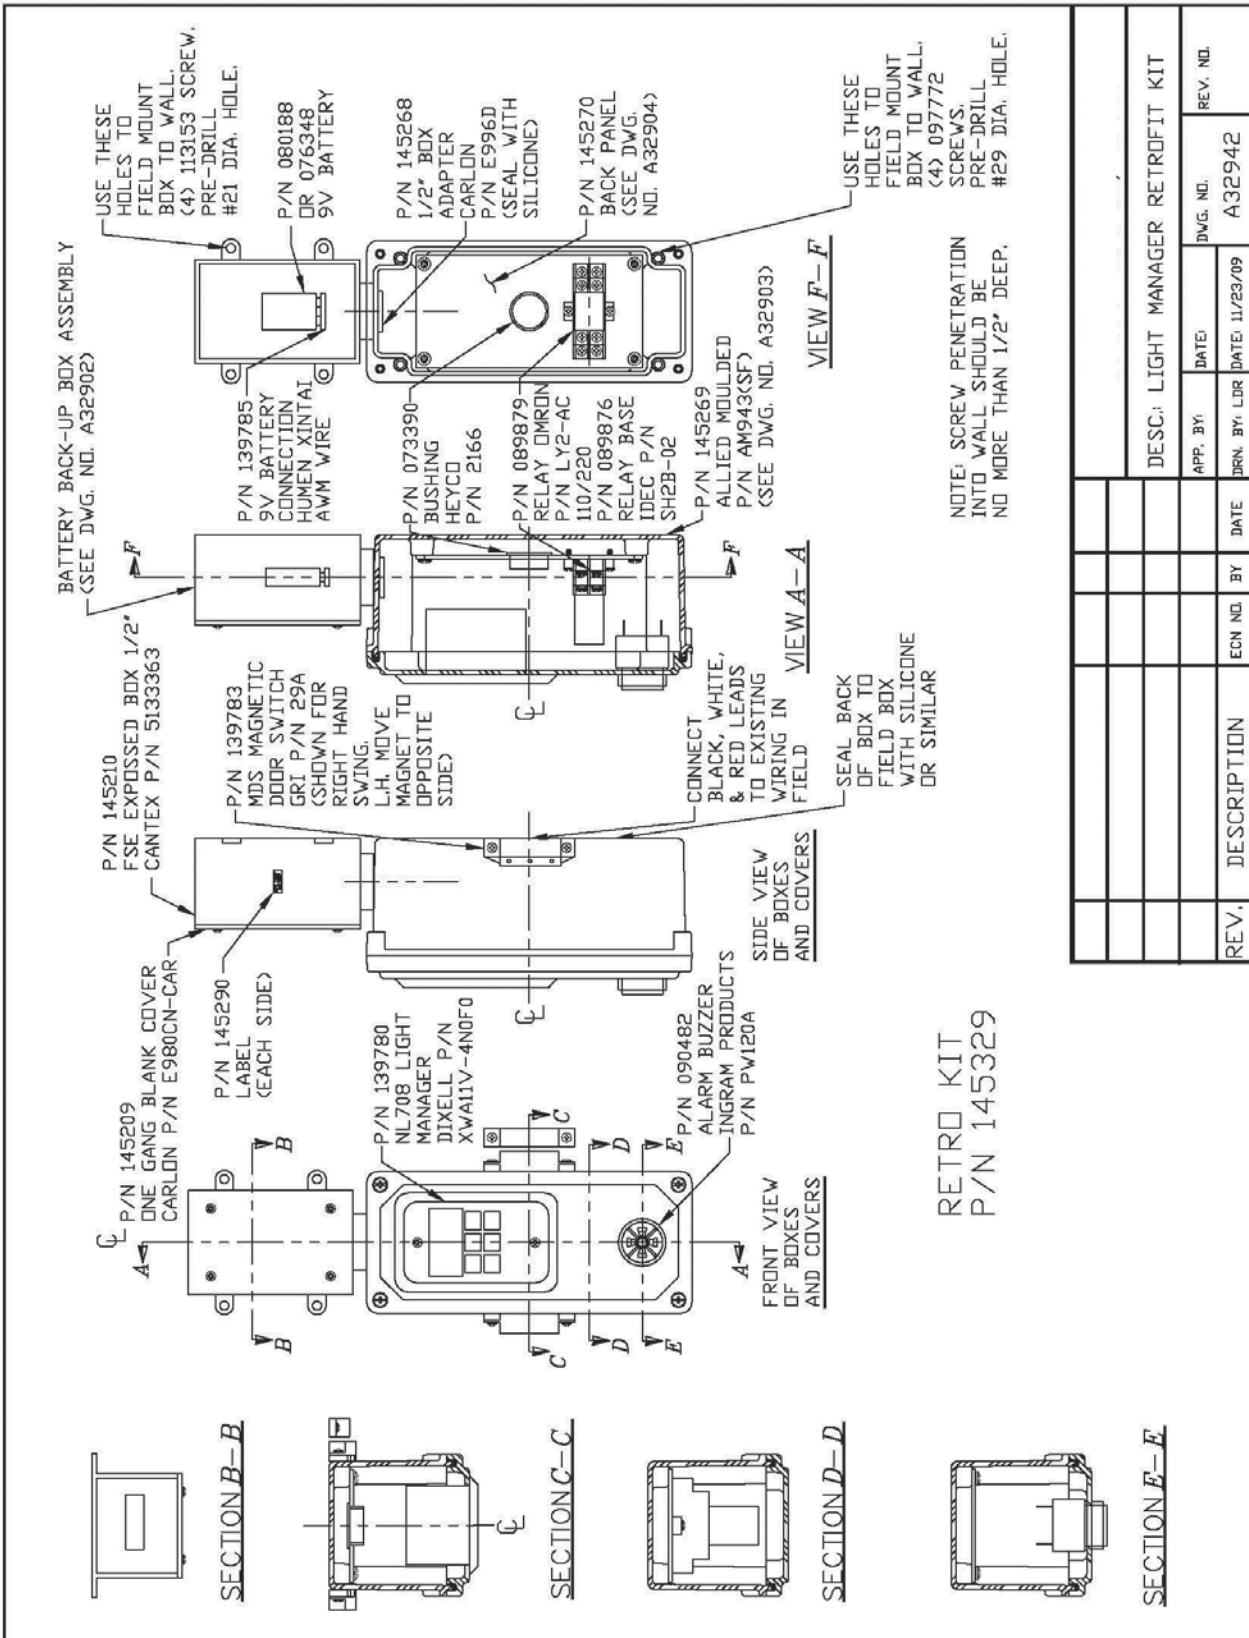 BATTERY BACK-UP BOX ASSEMBLY
(SEE DWG. NO. A32902)
P/N 145210
FSE EXPOSSED BOX 1/2"
CANTEX P/N 5133363
P/N 145209
ONE GANG BLANK COVER
CARLON P/N E980CN-CAR
P/N 145290
LABEL
(EACH SIDE)
P/N 139780
NL708 LIGHT
MANAGER
DIXELL P/N
XWA11V-4N0F0
P/N 090482
ALARM BUZZER
INGRAM PRODUCTS
P/N PW120A
P/N 139783
MDS MAGNETIC
DOOR SWITCH
GRI P/N 29A
(SHOWN FOR
RIGHT HAND
SWING.
L.H. MOVE
MAGNET TO
OPPOSITE
SIDE)
CONNECT
BLACK, WHITE,
& RED LEADS
TO EXISTING
WIRING IN
FIELD
SEAL BACK
OF BOX TO
FIELD BOX
WITH SILICONE
OR SIMILAR
P/N 139785
9V BATTERY
CONNECTION
HUMEN XINTAI
AWM WIRE
P/N 073390
BUSHING
HEYCO
P/N 2166
P/N 089879
RELAY OMRON
P/N LY2-AC
110/220
P/N 089876
RELAY BASE
IDEC P/N
SH2B-02
P/N 145269
ALLIED MOULDED
P/N AM943(SF)
(SEE DWG. NO. A32903)
USE THESE
HOLES TO
FIELD MOUNT
BOX TO WALL.
(4) 113153 SCREW.
PRE-DRILL
#21 DIA. HOLE.
P/N 080188
OR 076348
9V BATTERY
P/N 145268
1/2" BOX
ADAPTER
CARLON
P/N E996D
(SEAL WITH
SILICONE)
P/N 145270
BACK PANEL
(SEE DWG.
NO. A32904)
USE THESE
HOLES TO
FIELD MOUNT
BOX TO WALL.
(4) 097772
SCREWS.
PRE-DRILL
#29 DIA. HOLE.
A
A
B
B
C
C
D
D
E
E
F
F
SECTION B-B
SECTION C-C
SECTION D-D
SECTION E-E
FRONT VIEW
OF BOXES
AND COVERS
SIDE VIEW
OF BOXES
AND COVERS
VIEW A-A
VIEW F-F
NOTE: SCREW PENETRATION
INTO WALL SHOULD BE
NO MORE THAN 1/2" DEEP.
RETRO KIT
P/N 145329
DESC.: LIGHT MANAGER RETROFIT KIT
APP. BY:
DATE:
DWG. NO.
A32942
REV. NO.
DRN. BY: LDR
DATE: 11/23/09
REV.
DESCRIPTION
ECN NO.
BY
DATE